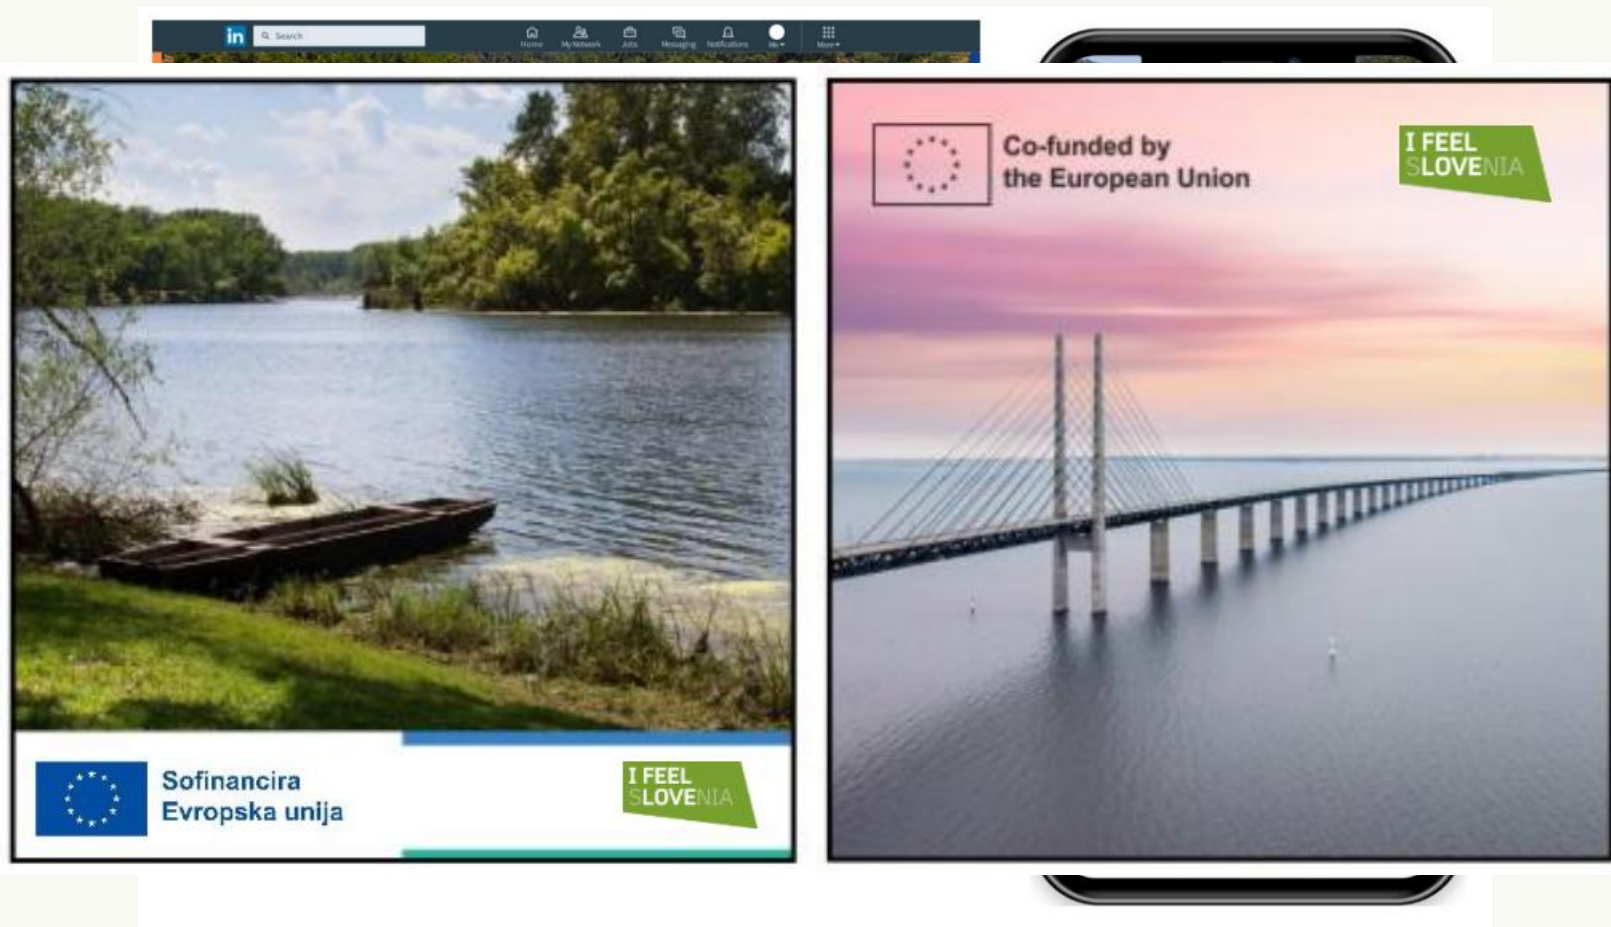 in
Search
Home My Network Jobs Messaging Notifications Me More
Co-funded by
the European Union
I FEEL
SLOVENIA
Sofinancira
Evropska unija
I FEEL
SLOVENIA